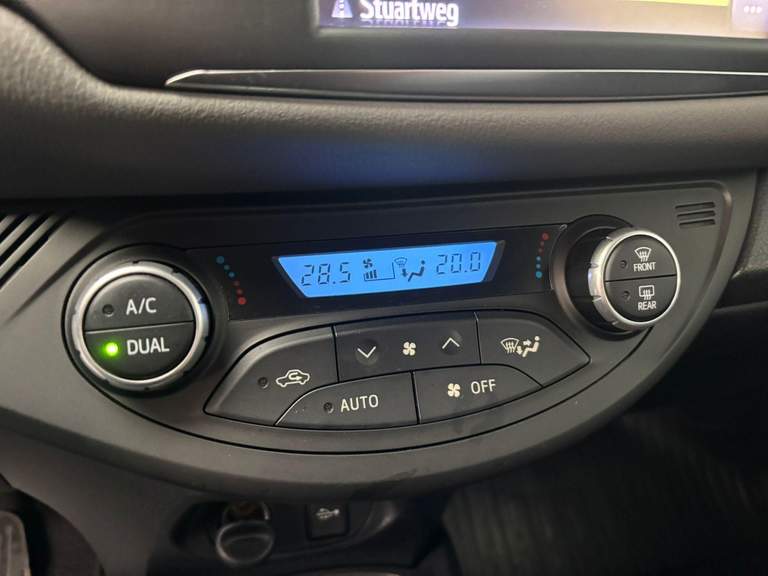 Stuartweg
28.5 20.0
A/C
DUAL
FRONT
REAR
AUTO
OFF